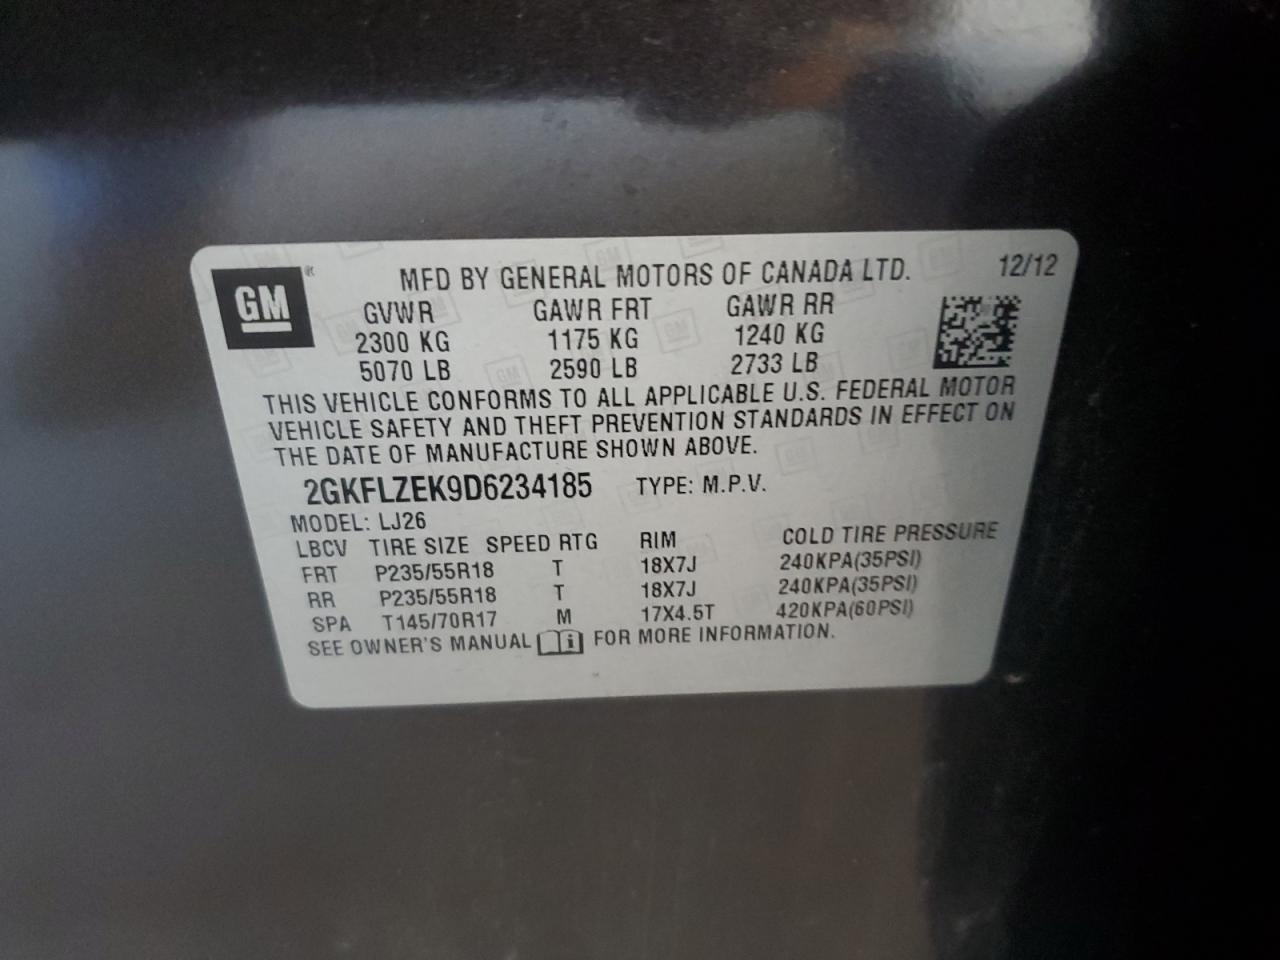 GM
MFD BY GENERAL MOTORS OF CANADA LTD. 12/12
GVWR GAWR FRT GAWR RR
2300 KG 1175 KG 1240 KG
5070 LB 2590 LB 2733 LB
THIS VEHICLE CONFORMS TO ALL APPLICABLE U.S. FEDERAL MOTOR
VEHICLE SAFETY AND THEFT PREVENTION STANDARDS IN EFFECT ON
THE DATE OF MANUFACTURE SHOWN ABOVE.
2GKFLZEK9D6234185 TYPE: M.P.V.
MODEL: LJ26
LBCV TIRE SIZE SPEED RTG RIM COLD TIRE PRESSURE
FRT P235/55R18 T 18X7J 240KPA(35PSI)
RR P235/55R18 T 18X7J 240KPA(35PSI)
SPA T145/70R17 M 17X4.5T 420KPA(60PSI)
SEE OWNER'S MANUAL FOR MORE INFORMATION.